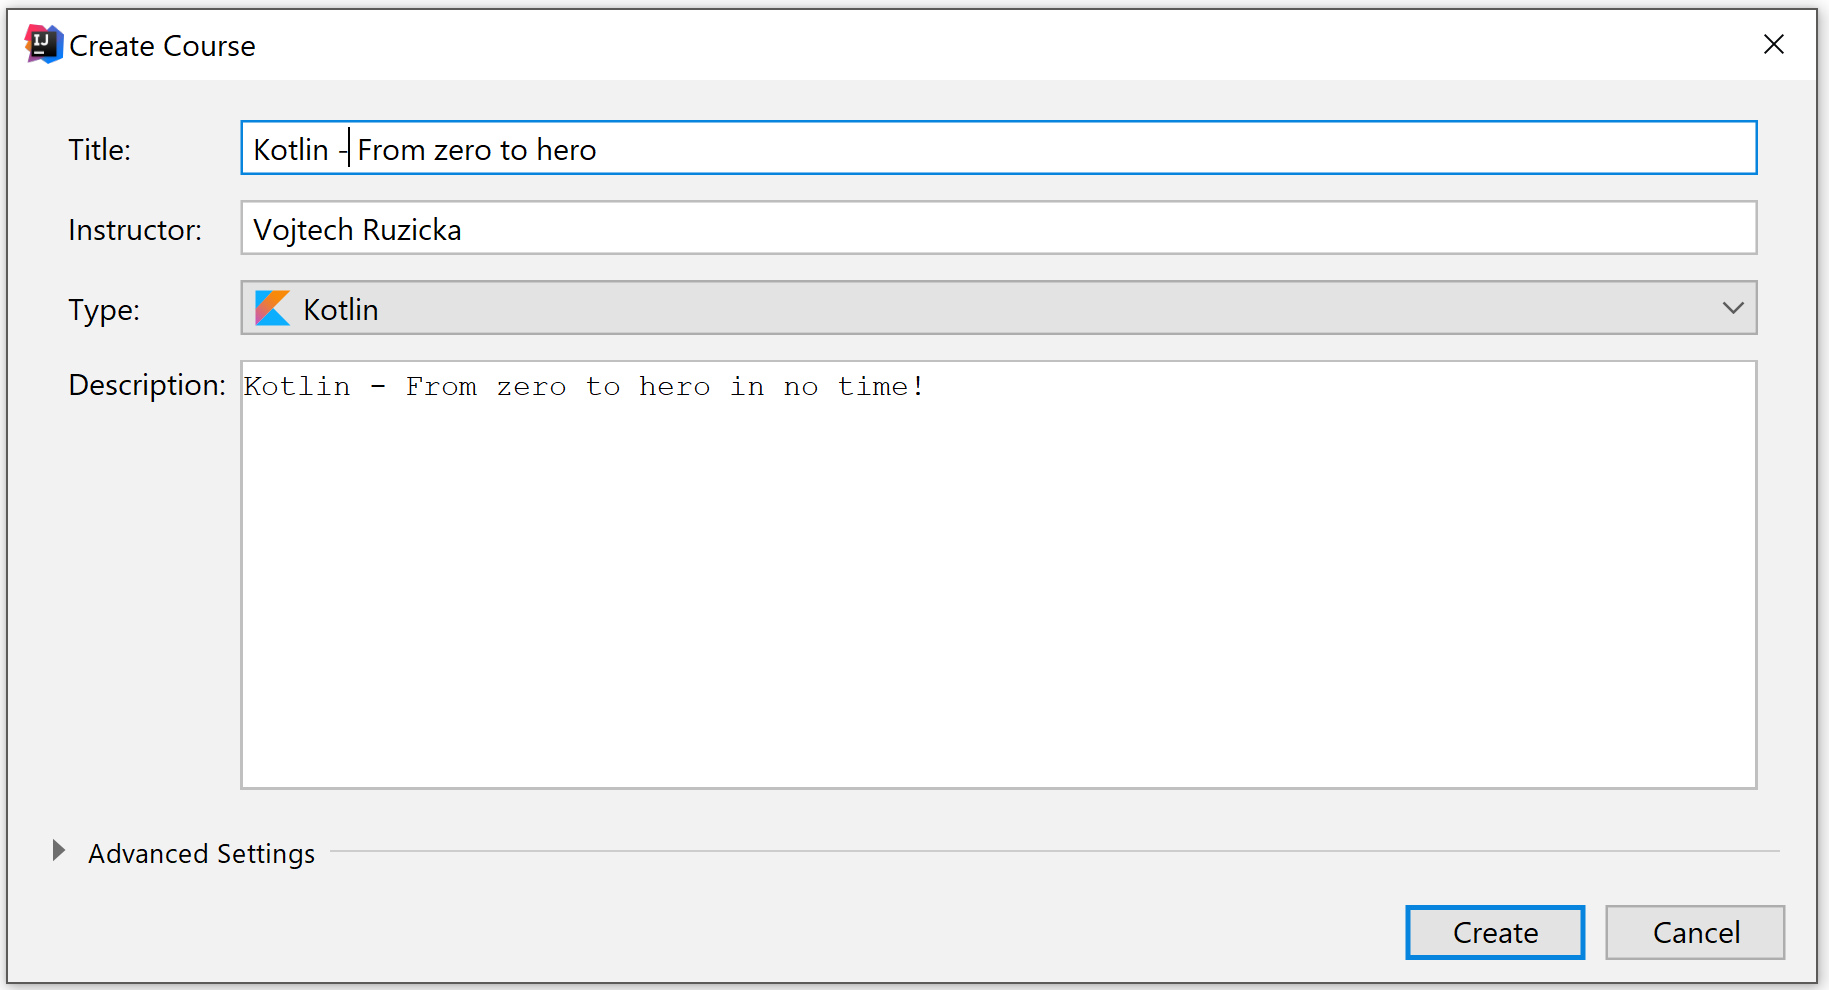 IJ Create Course
Title: Kotlin - From zero to hero
Instructor: Vojtech Ruzicka
Type: Kotlin
Description: Kotlin - From zero to hero in no time!
Advanced Settings
Create Cancel